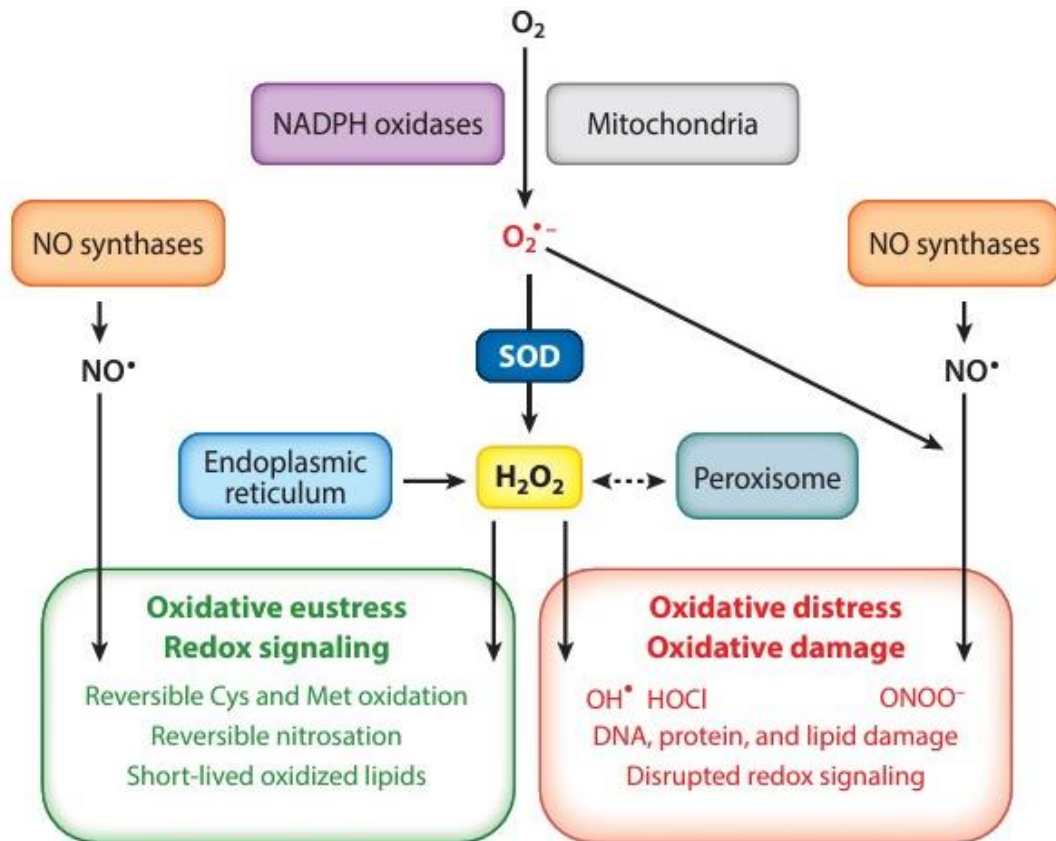 O₂
NADPH oxidases
Mitochondria
NO synthases
O₂•−
NO synthases
SOD
NO•
NO•
Endoplasmic
reticulum
H₂O₂
Peroxisome
Oxidative eustress
Redox signaling
Reversible Cys and Met oxidation
Reversible nitrosation
Short-lived oxidized lipids
Oxidative distress
Oxidative damage
OH• HOCl ONOO⁻
DNA, protein, and lipid damage
Disrupted redox signaling